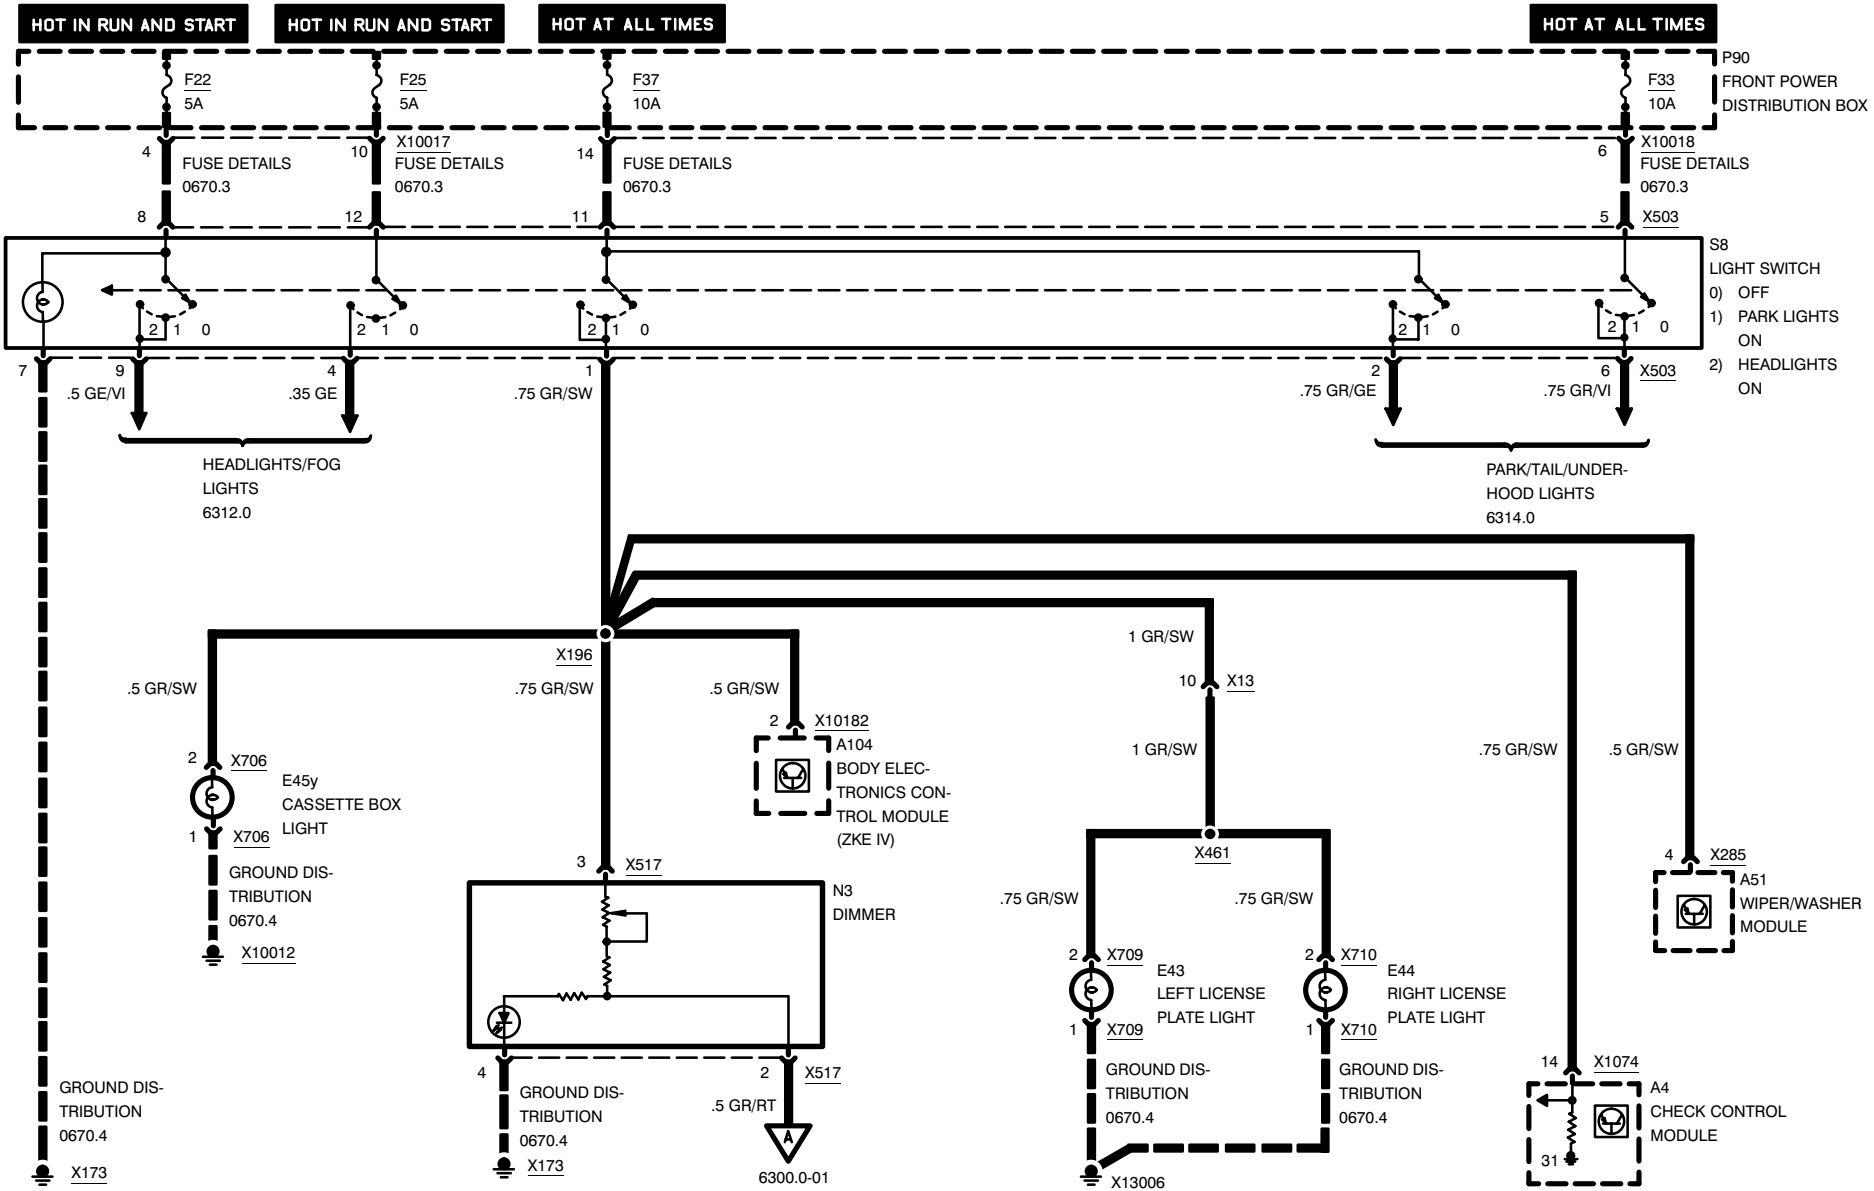 HOT IN RUN AND START
HOT IN RUN AND START
HOT AT ALL TIMES
HOT AT ALL TIMES
F22
5A
F25
5A
F37
10A
F33
10A
P90
FRONT POWER
DISTRIBUTION BOX
4
FUSE DETAILS
0670.3
10
X10017
FUSE DETAILS
0670.3
14
FUSE DETAILS
0670.3
6
X10018
FUSE DETAILS
0670.3
8
12
11
5
X503
S8
LIGHT SWITCH
0) OFF
1) PARK LIGHTS
ON
2) HEADLIGHTS
ON
2 1 0
2 1 0
2 1 0
2 1 0
2 1 0
7
9
4
1
2
6
X503
.5 GE/VI
.35 GE
.75 GR/SW
.75 GR/GE
.75 GR/VI
HEADLIGHTS/FOG
LIGHTS
6312.0
PARK/TAIL/UNDER-
HOOD LIGHTS
6314.0
X196
.5 GR/SW
.75 GR/SW
.5 GR/SW
1 GR/SW
10
X13
1 GR/SW
.75 GR/SW
.5 GR/SW
2
X10182
A104
BODY ELEC-
TRONICS CON-
TROL MODULE
(ZKE IV)
2
X706
E45y
CASSETTE BOX
LIGHT
1
X706
GROUND DIS-
TRIBUTION
0670.4
X10012
3
X517
N3
DIMMER
X461
.75 GR/SW
.75 GR/SW
4
X285
A51
WIPER/WASHER
MODULE
2
X709
E43
LEFT LICENSE
PLATE LIGHT
1
X709
2
X710
E44
RIGHT LICENSE
PLATE LIGHT
1
X710
GROUND DIS-
TRIBUTION
0670.4
X173
4
GROUND DIS-
TRIBUTION
0670.4
X173
2
X517
.5 GR/RT
A
6300.0-01
GROUND DIS-
TRIBUTION
0670.4
GROUND DIS-
TRIBUTION
0670.4
X13006
14
X1074
A4
CHECK CONTROL
MODULE
31